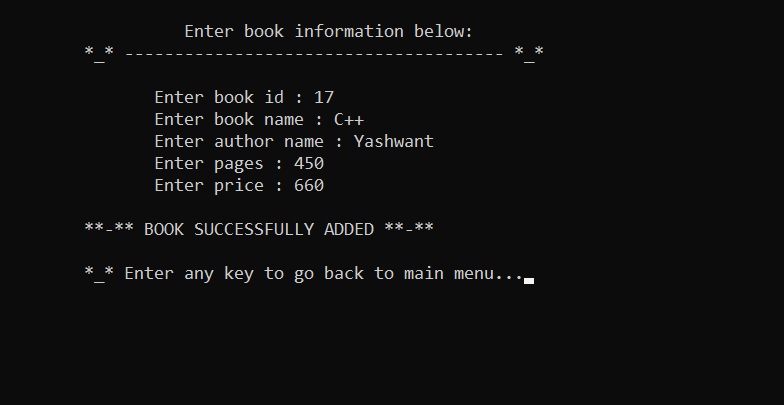 Enter book information below:
*_* -------------------------------------- *_*
Enter book id : 17
Enter book name : C++
Enter author name : Yashwant
Enter pages : 450
Enter price : 660
**-** BOOK SUCCESSFULLY ADDED **-**
*_* Enter any key to go back to main menu...